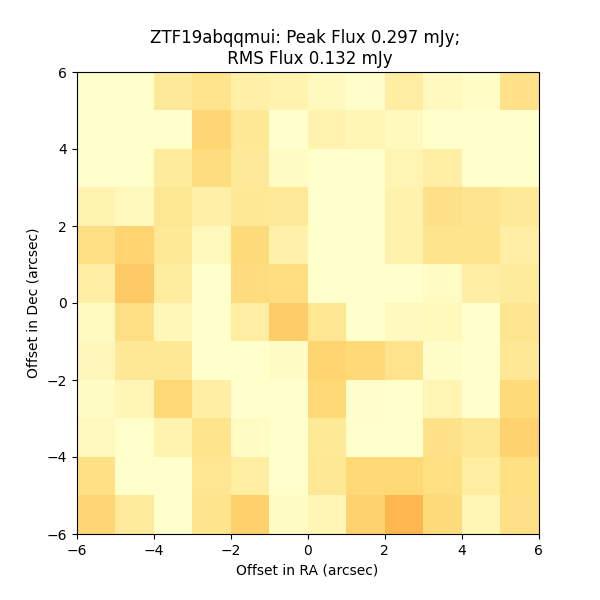 ZTF19abqqmui: Peak Flux 0.297 mJy;
RMS Flux 0.132 mJy
6
4
2
0
−2
−4
−6
Offset in Dec (arcsec)
−6 −4 −2 0 2 4 6
Offset in RA (arcsec)